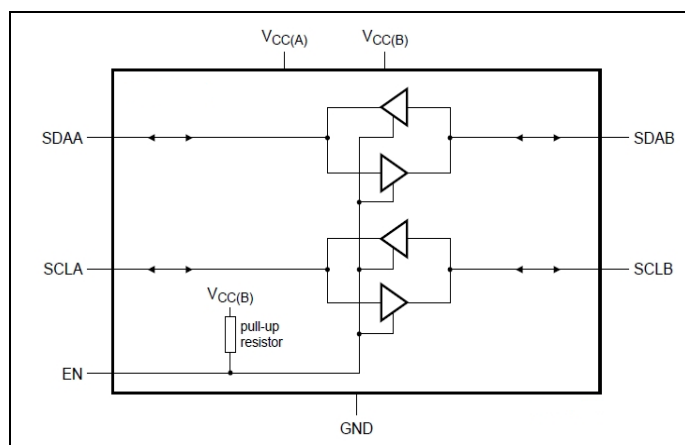 VCC(A) VCC(B)
SDAA SDAB
SCLA SCLB
VCC(B)
pull-up
resistor
EN
GND